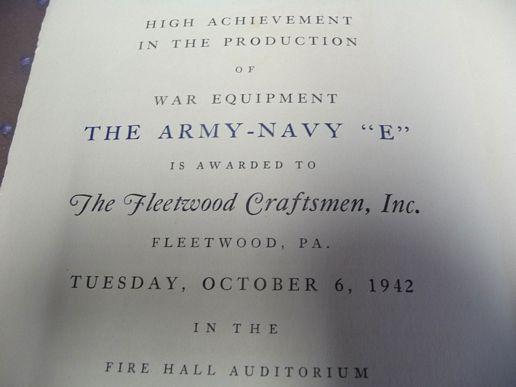 HIGH ACHIEVEMENT
IN THE PRODUCTION
OF
WAR EQUIPMENT
THE ARMY-NAVY “E”
IS AWARDED TO
The Fleetwood Craftsmen, Inc.
FLEETWOOD, PA.
TUESDAY, OCTOBER 6, 1942
IN THE
FIRE HALL AUDITORIUM